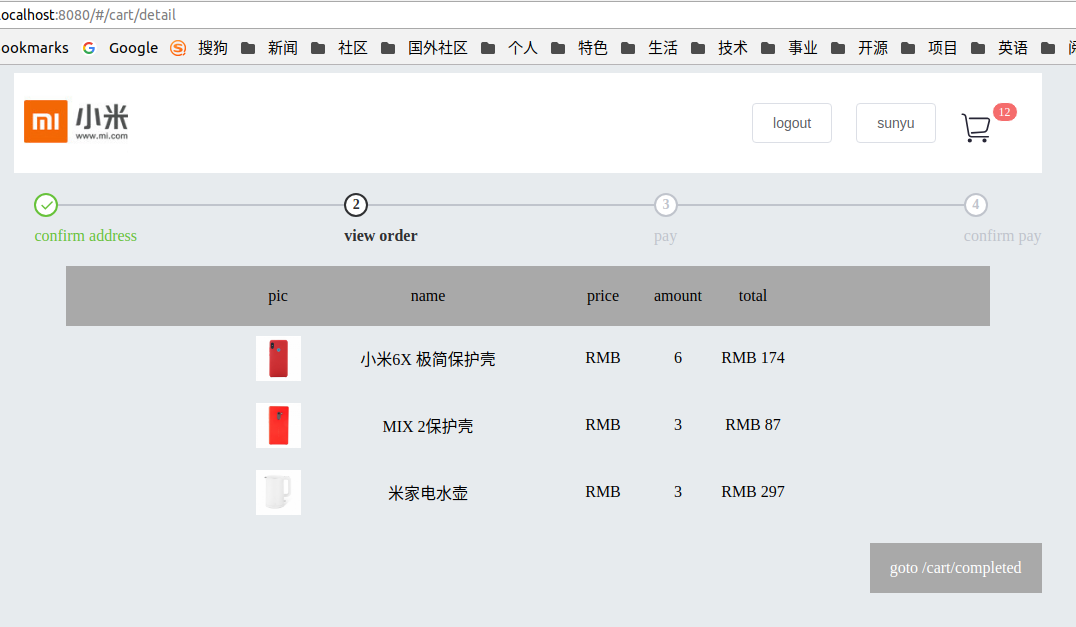 localhost:8080/#/cart/detail
ookmarks Google 搜狗 新闻 社区 国外社区 个人 特色 生活 技术 事业 开源 项目 英语
mi 小米 www.mi.com logout sunyu 12
2 3 4
confirm address view order pay confirm pay
pic name price amount total
小米6X 极简保护壳 RMB 6 RMB 174
MIX 2保护壳 RMB 3 RMB 87
米家电水壶 RMB 3 RMB 297
goto /cart/completed